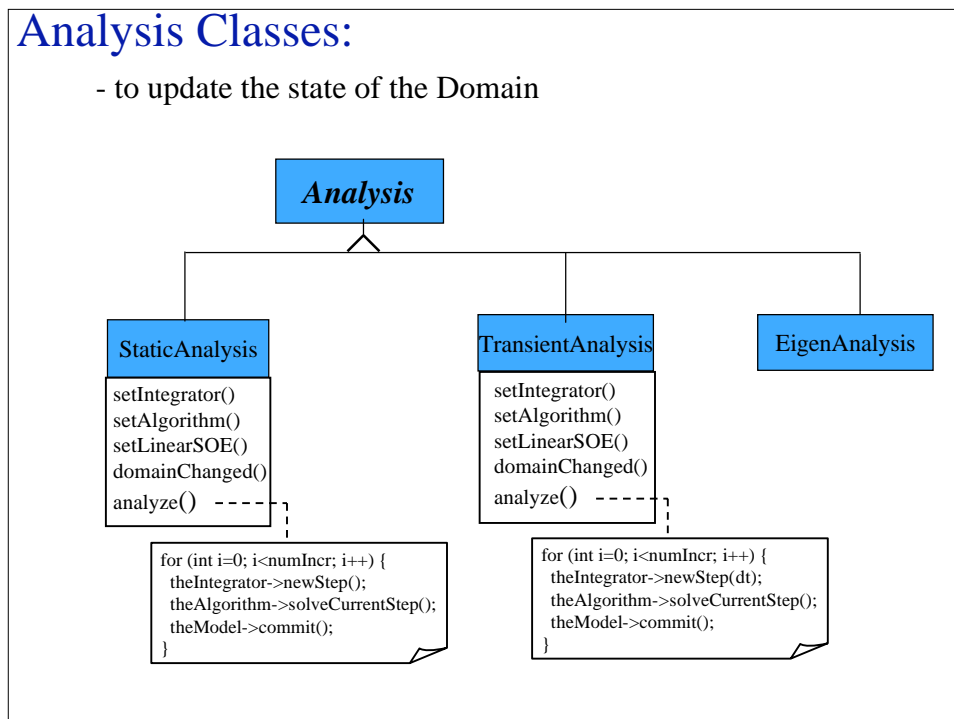 Analysis Classes:
- to update the state of the Domain
Analysis
StaticAnalysis
setIntegrator()
setAlgorithm()
setLinearSOE()
domainChanged()
analyze()
for (int i=0; i<numIncr; i++) {
theIntegrator->newStep();
theAlgorithm->solveCurrentStep();
theModel->commit();
}
TransientAnalysis
setIntegrator()
setAlgorithm()
setLinearSOE()
domainChanged()
analyze()
for (int i=0; i<numIncr; i++) {
theIntegrator->newStep(dt);
theAlgorithm->solveCurrentStep();
theModel->commit();
}
EigenAnalysis